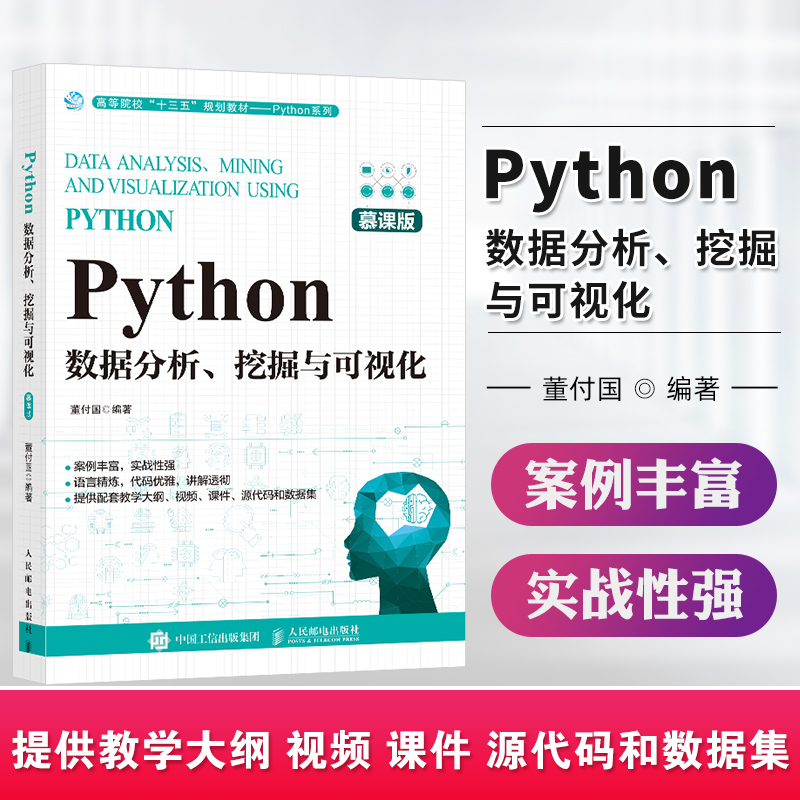 高等院校“十三五”规划教材——Python系列
DATA ANALYSIS、MINING
AND VISUALIZATION USING
PYTHON
慕课版
Python
数据分析、挖掘与可视化
董付国◎编著
案例丰富，实战性强
语言精炼，代码优雅，讲解透彻
提供配套教学大纲、视频、课件、源代码和数据集
中国工信出版集团
人民邮电出版社
POSTS & TELECOM PRESS
Python 数据分析、挖掘与可视化
慕课版
董付国◎编著
人民邮电出版社
Python
数据分析、挖掘
与可视化
董付国 ◎ 编著
案例丰富
实战性强
提供教学大纲 视频 课件 源代码和数据集